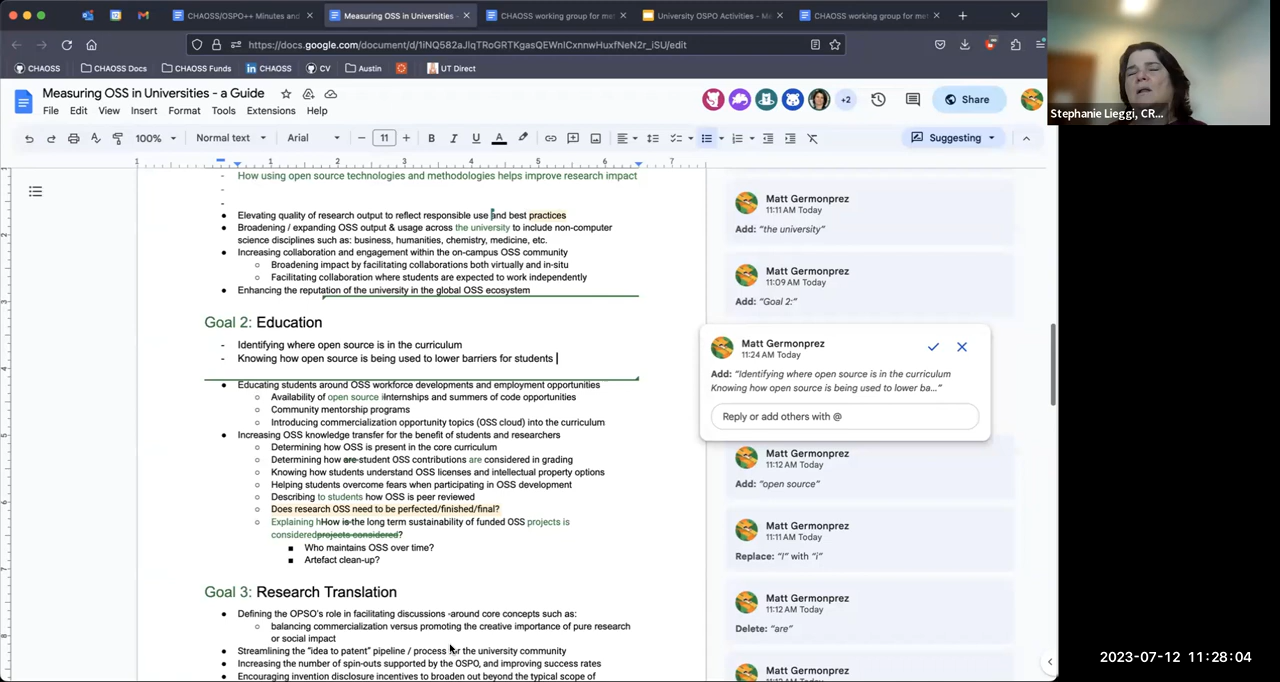 CHAOSS/OSPO++ Minutes and
Measuring OSS in Universities -
CHAOSS working group for me
University OSPO Activities - M
CHAOSS working group for me
https://docs.google.com/document/d/1iNQ582aJlqTRoGRTKgasQEWnICxnnwHuxfNeN2r_iSU/edit
CHAOSS
CHAOSS Docs
CHAOSS Funds
CHAOSS
CV
Austin
UT Direct
Measuring OSS in Universities - a Guide
File Edit View Insert Format Tools Extensions Help
+2
Share
100%
Normal text
Arial
11
Suggesting
Stephanie Lieggi, CR...
1 1 2 3 4 5 6 7
- How using open source technologies and methodologies helps improve research impact
-
-
● Elevating quality of research output to reflect responsible use and best practices
● Broadening / expanding OSS output & usage across the university to include non-computer
science disciplines such as: business, humanities, chemistry, medicine, etc.
● Increasing collaboration and engagement within the on-campus OSS community
○ Broadening impact by facilitating collaborations both virtually and in-situ
○ Facilitating collaboration where students are expected to work independently
● Enhancing the reputation of the university in the global OSS ecosystem
Goal 2: Education
- Identifying where open source is in the curriculum
- Knowing how open source is being used to lower barriers for students
● Educating students around OSS workforce developments and employment opportunities
○ Availability of open source iInternships and summers of code opportunities
○ Community mentorship programs
○ Introducing commercialization opportunity topics (OSS cloud) into the curriculum
● Increasing OSS knowledge transfer for the benefit of students and researchers
○ Determining how OSS is present in the core curriculum
○ Determining how are student OSS contributions are considered in grading
○ Knowing how students understand OSS licenses and intellectual property options
○ Helping students overcome fears when participating in OSS development
○ Describing to students how OSS is peer reviewed
○ Does research OSS need to be perfected/finished/final?
○ Explaining hHow is the long term sustainability of funded OSS projects is
consideredprojects considered?
■ Who maintains OSS over time?
■ Artefact clean-up?
Goal 3: Research Translation
● Defining the OPSO's role in facilitating discussions -around core concepts such as:
○ balancing commercialization versus promoting the creative importance of pure research
or social impact
● Streamlining the "idea to patent" pipeline / process for the university community
● Increasing the number of spin-outs supported by the OSPO, and improving success rates
● Encouraging invention disclosure incentives to broaden out beyond the typical scope of
Matt Germonprez
11:11 AM Today
Add: "the university"
Matt Germonprez
11:09 AM Today
Add: "Goal 2:"
Matt Germonprez
11:24 AM Today
Add: "Identifying where open source is in the curriculum
Knowing how open source is being used to lower ba..."
Reply or add others with @
Matt Germonprez
11:12 AM Today
Add: "open source"
Matt Germonprez
11:11 AM Today
Replace: "I" with "i"
Matt Germonprez
11:12 AM Today
Delete: "are"
Matt Germonprez
2023-07-12 11:28:04